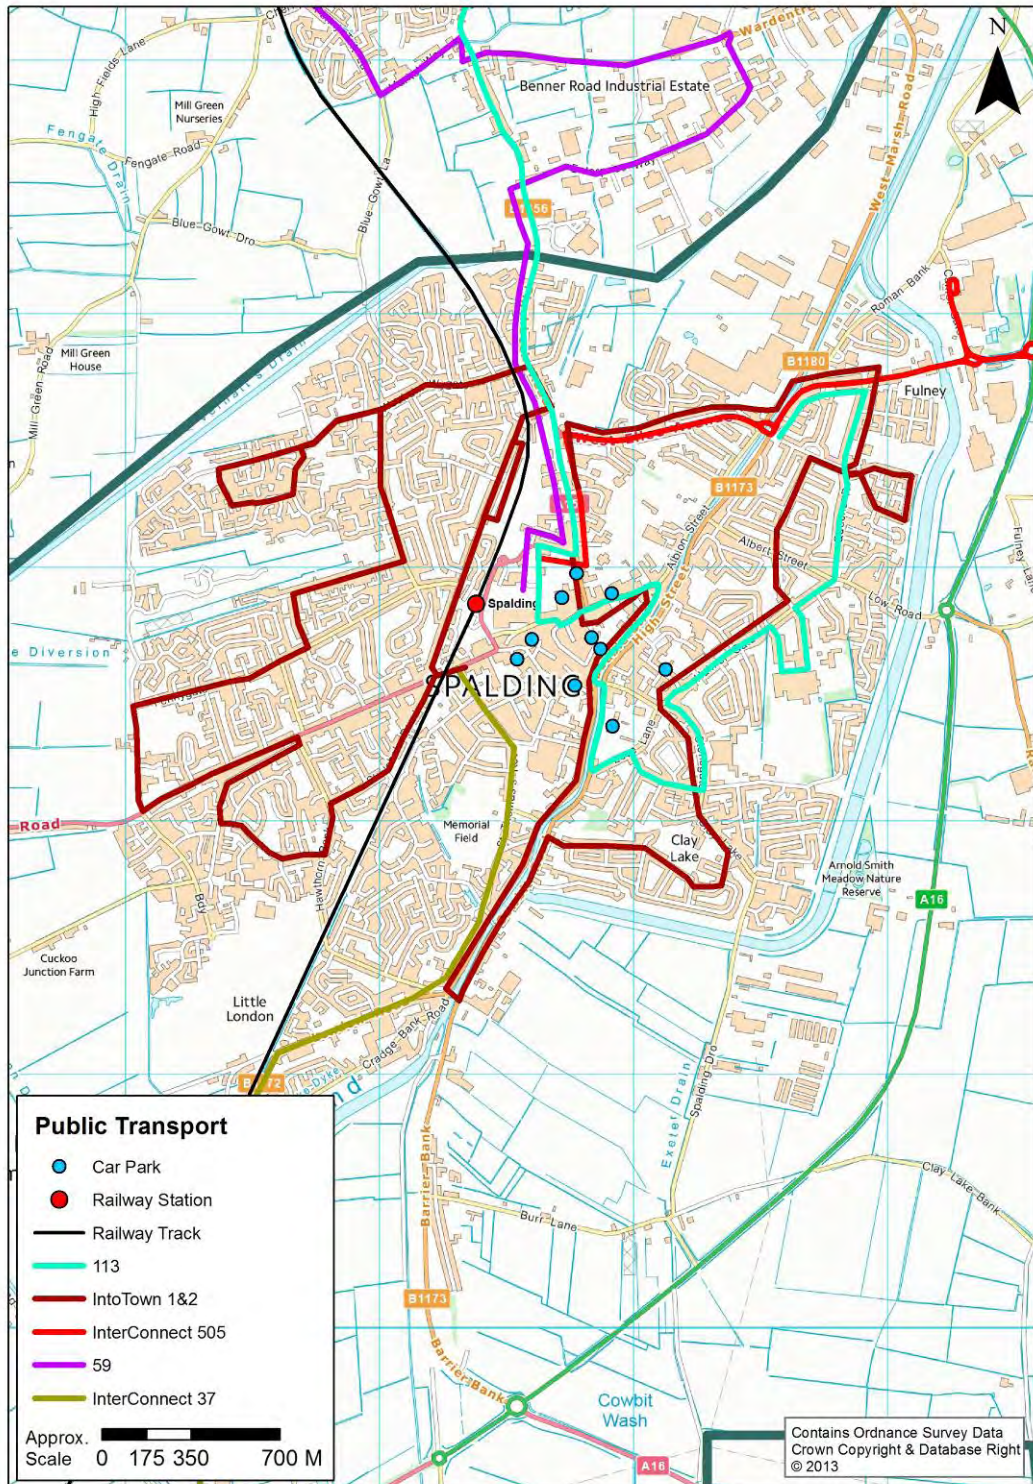 N
High Fields Lane
Mill Green
Nurseries
Fengate Drain
Fengate Road
Blue Gowt Dro
Blue Gowt La
Benner Road Industrial Estate
West Marsh Road
Roman Bank
Mill Green
House
Mill Green Road
B1180
Fulney
B1173
Albion Street
High Street
Albert Street
Low Road
Fulney Lane
Spalding
SPALDING
e Diversion
Road
Memorial
Field
Clay
Lake
Arnold Smith
Meadow Nature
Reserve
A16
Cuckoo
Junction Farm
Little
London
Cradge Bank Road
Exeter Drain
Spalding Dro
Clay Lake Bank
Burr Lane
Barrier Bank
B1173
Barrier Bank
Cowbit
Wash
A16
Public Transport
Car Park
Railway Station
Railway Track
113
IntoTown 1&2
InterConnect 505
59
InterConnect 37
Approx.
Scale
0 175 350 700 M
Contains Ordnance Survey Data
Crown Copyright & Database Right
© 2013